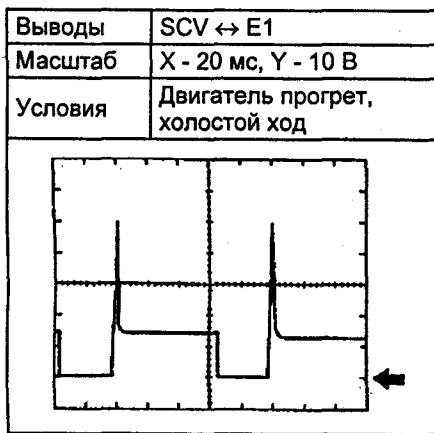 Выводы SCV ↔ E1
Масштаб X - 20 мс, Y - 10 В
Условия Двигатель прогрет,
холостой ход